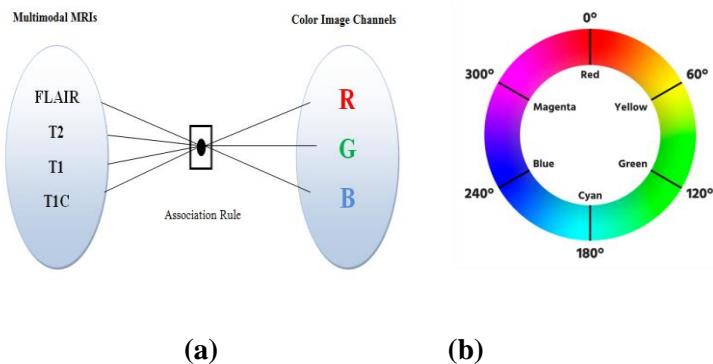 Multimodal MRIs
Color Image Channels
FLAIR
T2
T1
T1C
Association Rule
R
G
B
0°
60°
120°
180°
240°
300°
Red
Yellow
Green
Cyan
Blue
Magenta
(a)
(b)